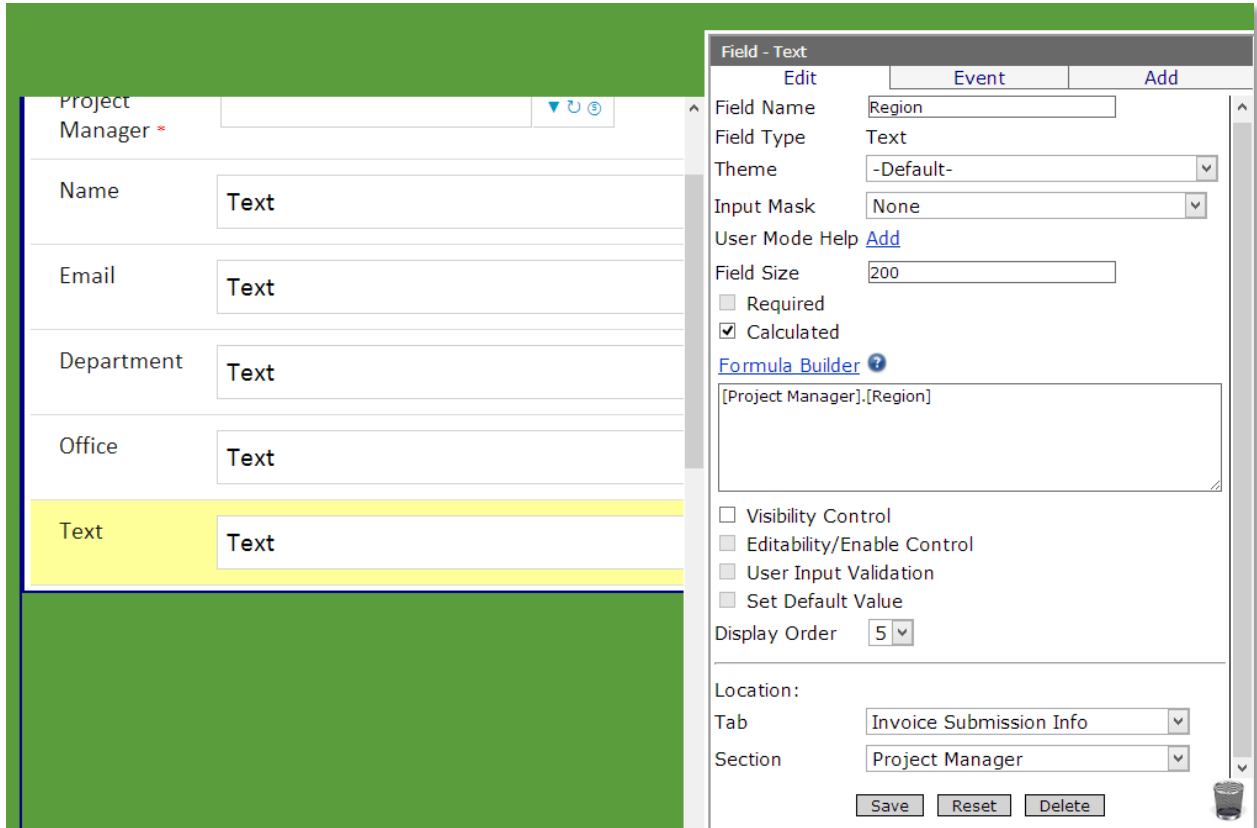 Project
Manager *
Name
Text
Email
Text
Department
Text
Office
Text
Text
Text
Field - Text
Edit Event Add
Field Name Region
Field Type Text
Theme -Default-
Input Mask None
User Mode Help Add
Field Size 200
Required
Calculated
Formula Builder ?
[Project Manager].[Region]
Visibility Control
Editability/Enable Control
User Input Validation
Set Default Value
Display Order 5
Location:
Tab Invoice Submission Info
Section Project Manager
Save Reset Delete